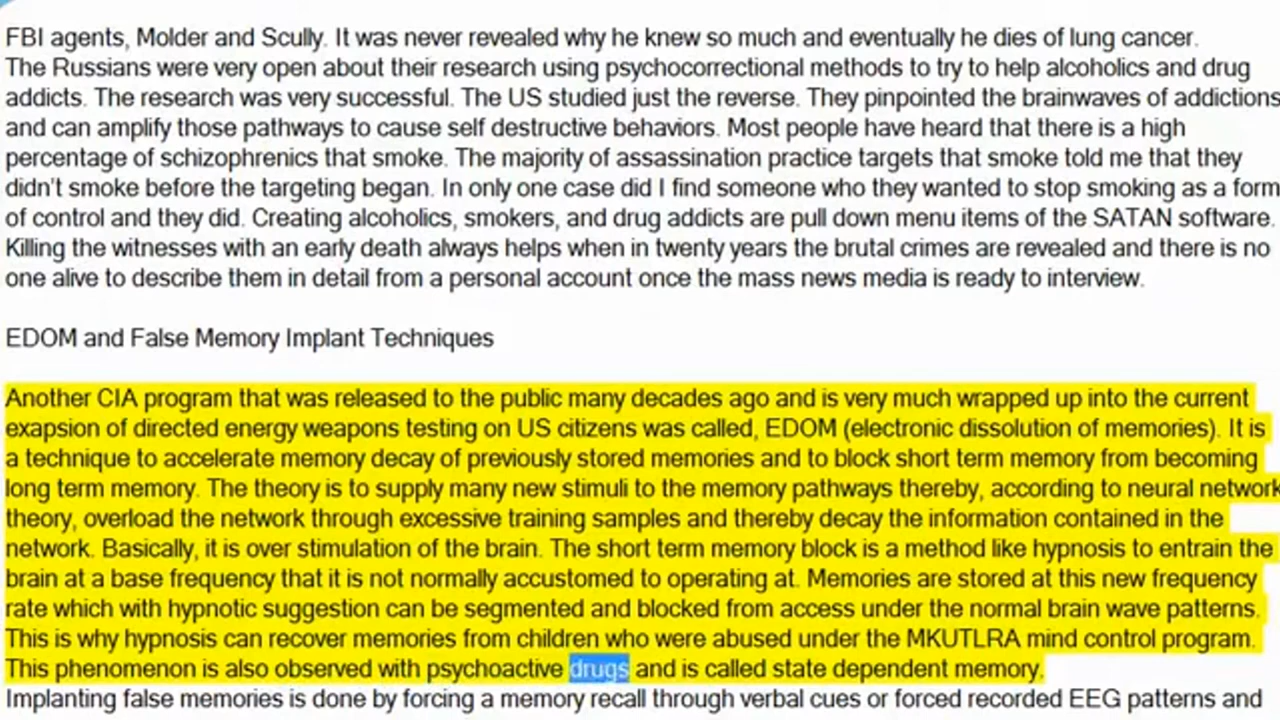 FBI agents, Molder and Scully. It was never revealed why he knew so much and eventually he dies of lung cancer.
The Russians were very open about their research using psychocorrectional methods to try to help alcoholics and drug
addicts. The research was very successful. The US studied just the reverse. They pinpointed the brainwaves of addictions
and can amplify those pathways to cause self destructive behaviors. Most people have heard that there is a high
percentage of schizophrenics that smoke. The majority of assassination practice targets that smoke told me that they
didn't smoke before the targeting began. In only one case did I find someone who they wanted to stop smoking as a form
of control and they did. Creating alcoholics, smokers, and drug addicts are pull down menu items of the SATAN software.
Killing the witnesses with an early death always helps when in twenty years the brutal crimes are revealed and there is no
one alive to describe them in detail from a personal account once the mass news media is ready to interview.
EDOM and False Memory Implant Techniques
Another CIA program that was released to the public many decades ago and is very much wrapped up into the current
exapsion of directed energy weapons testing on US citizens was called, EDOM (electronic dissolution of memories). It is
a technique to accelerate memory decay of previously stored memories and to block short term memory from becoming
long term memory. The theory is to supply many new stimuli to the memory pathways thereby, according to neural network
theory, overload the network through excessive training samples and thereby decay the information contained in the
network. Basically, it is over stimulation of the brain. The short term memory block is a method like hypnosis to entrain the
brain at a base frequency that it is not normally accustomed to operating at. Memories are stored at this new frequency
rate which with hypnotic suggestion can be segmented and blocked from access under the normal brain wave patterns.
This is why hypnosis can recover memories from children who were abused under the MKUTLRA mind control program.
This phenomenon is also observed with psychoactive drugs and is called state dependent memory.
Implanting false memories is done by forcing a memory recall through verbal cues or forced recorded EEG patterns and